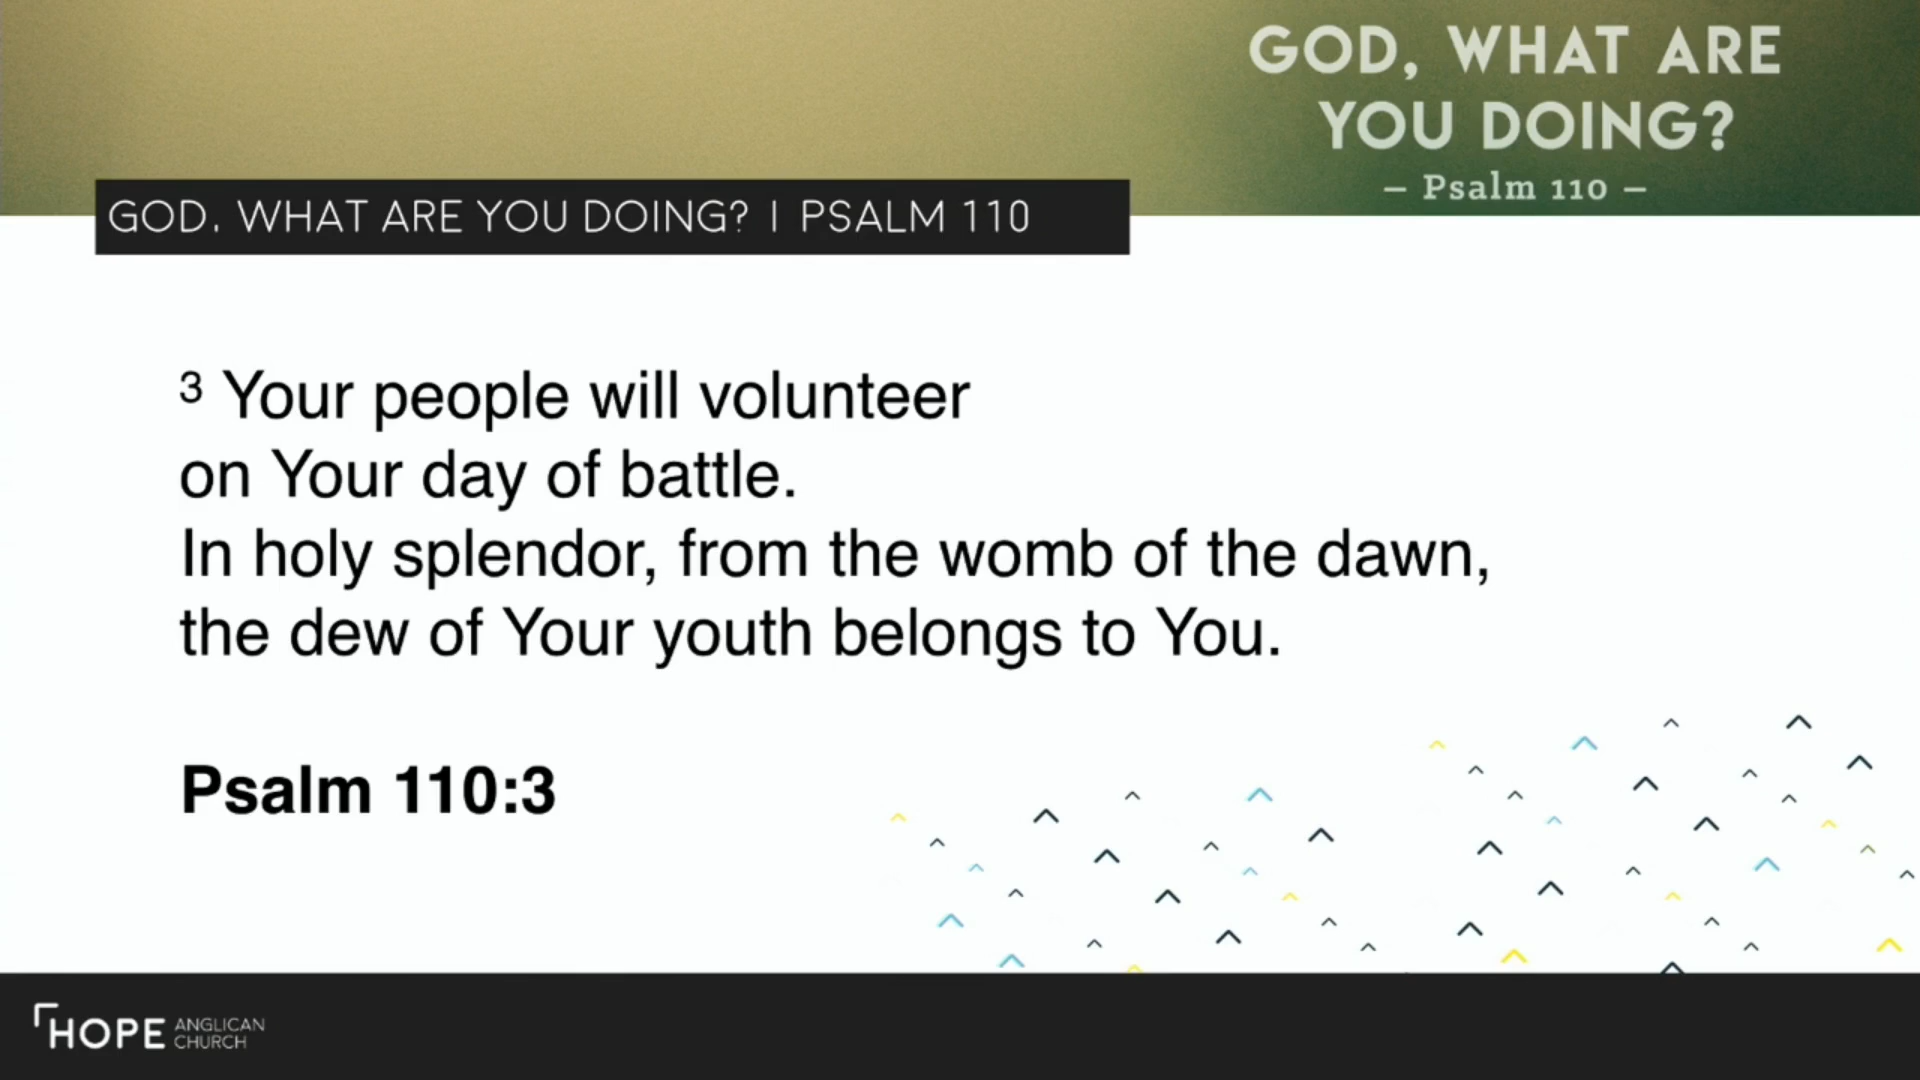 GOD, WHAT ARE
YOU DOING?
– Psalm 110 –
GOD, WHAT ARE YOU DOING? | PSALM 110
3 Your people will volunteer
on Your day of battle.
In holy splendor, from the womb of the dawn,
the dew of Your youth belongs to You.
Psalm 110:3
HOPE ANGLICAN
CHURCH